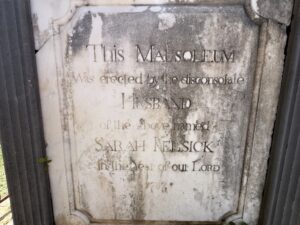 This MAUSOLEUM
Was erected by the disconsolate
HUSBAND
of the above named
SARAH KELSICK
in the Year of our LORD